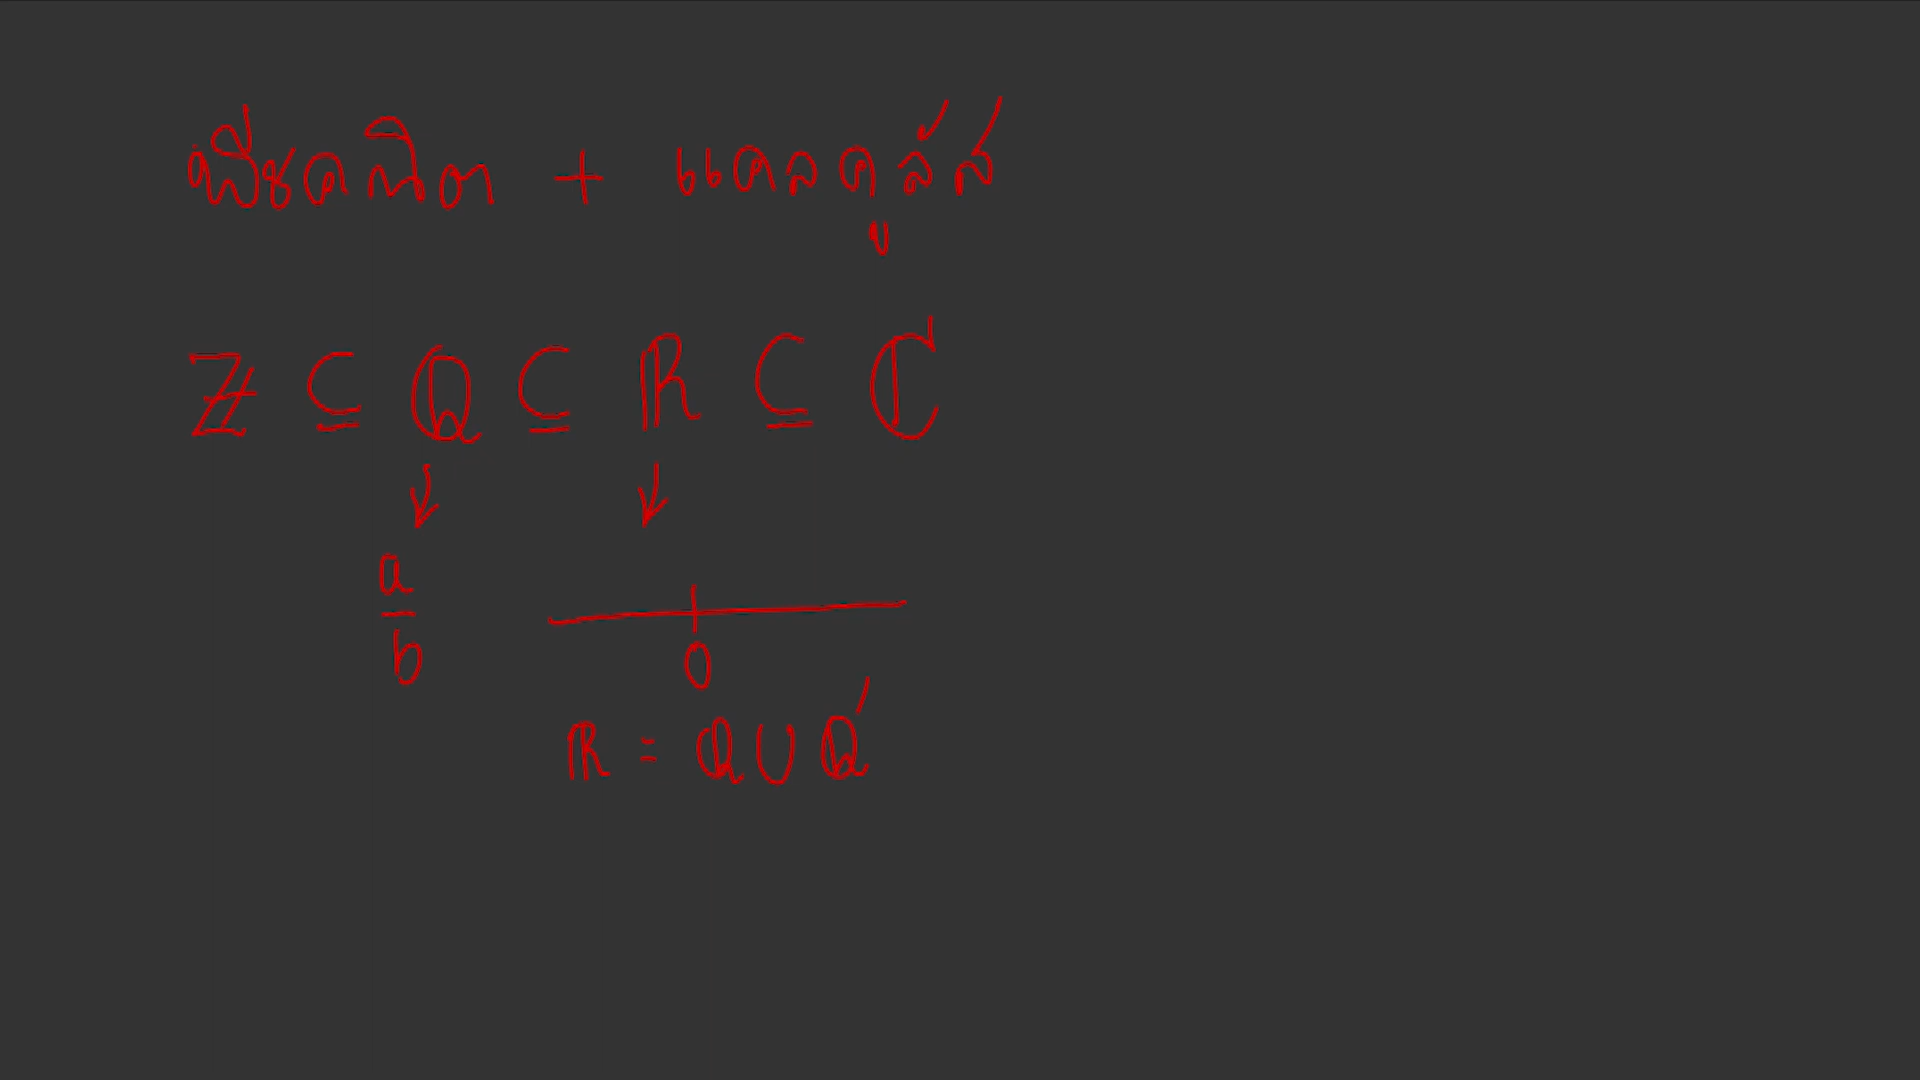 พีชคณิต + แคลคูลัส
ℤ ⊆ ℚ ⊆ ℝ ⊆ ℂ
↓ ↓
a/b
0
ℝ = ℚ ∪ ℚ'